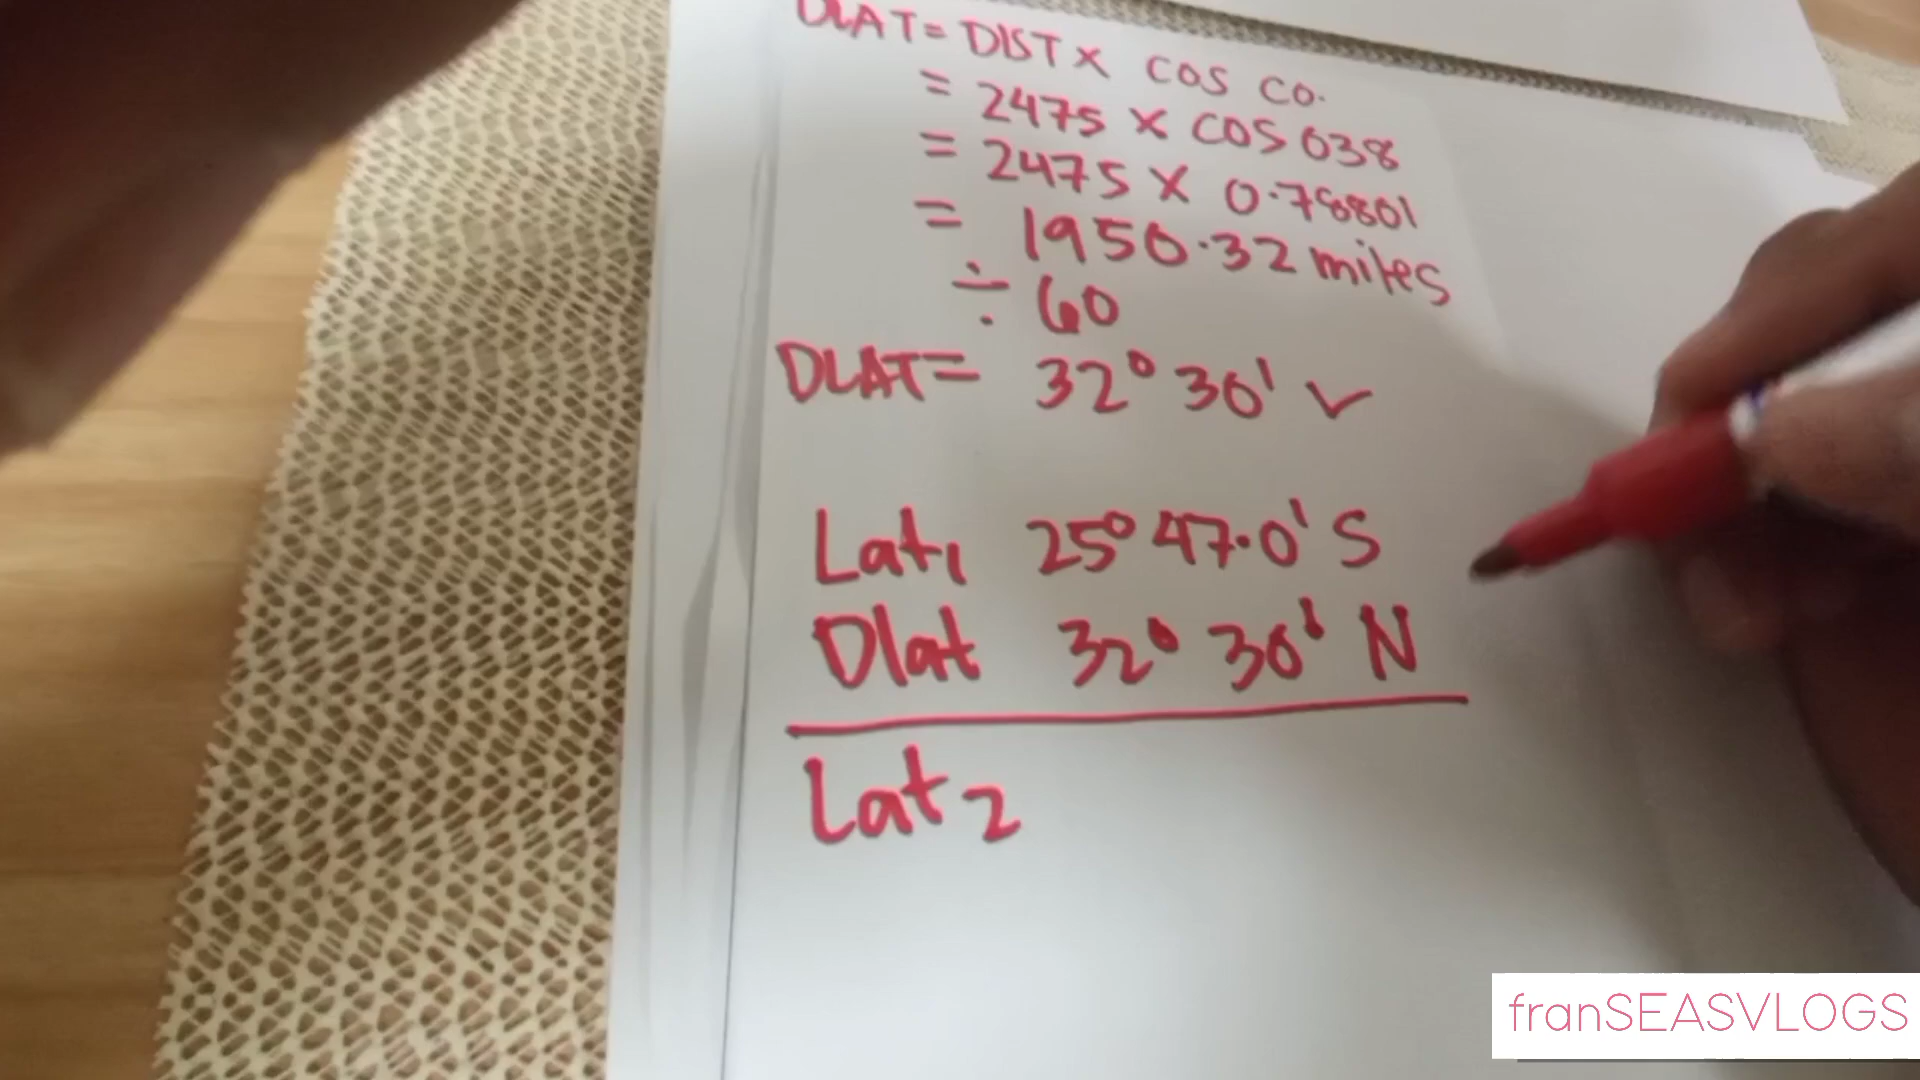 DLAT = DIST x COS CO.
= 2475 x COS 038
= 2475 x 0.78801
= 1950.32 miles
÷ 60
DLAT = 32° 30' ✓
Lat1 25° 47.0' S
Dlat 32° 30' N
Lat2
franSEASVLOGS